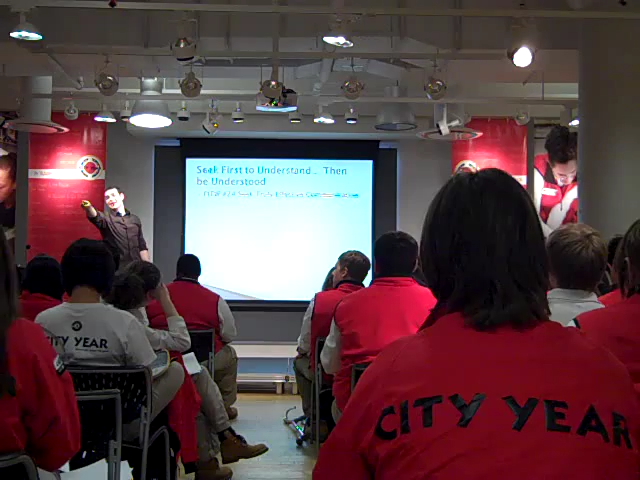 Seek First to Understand... Then
be Understood
CITY YEAR
CITY YEAR